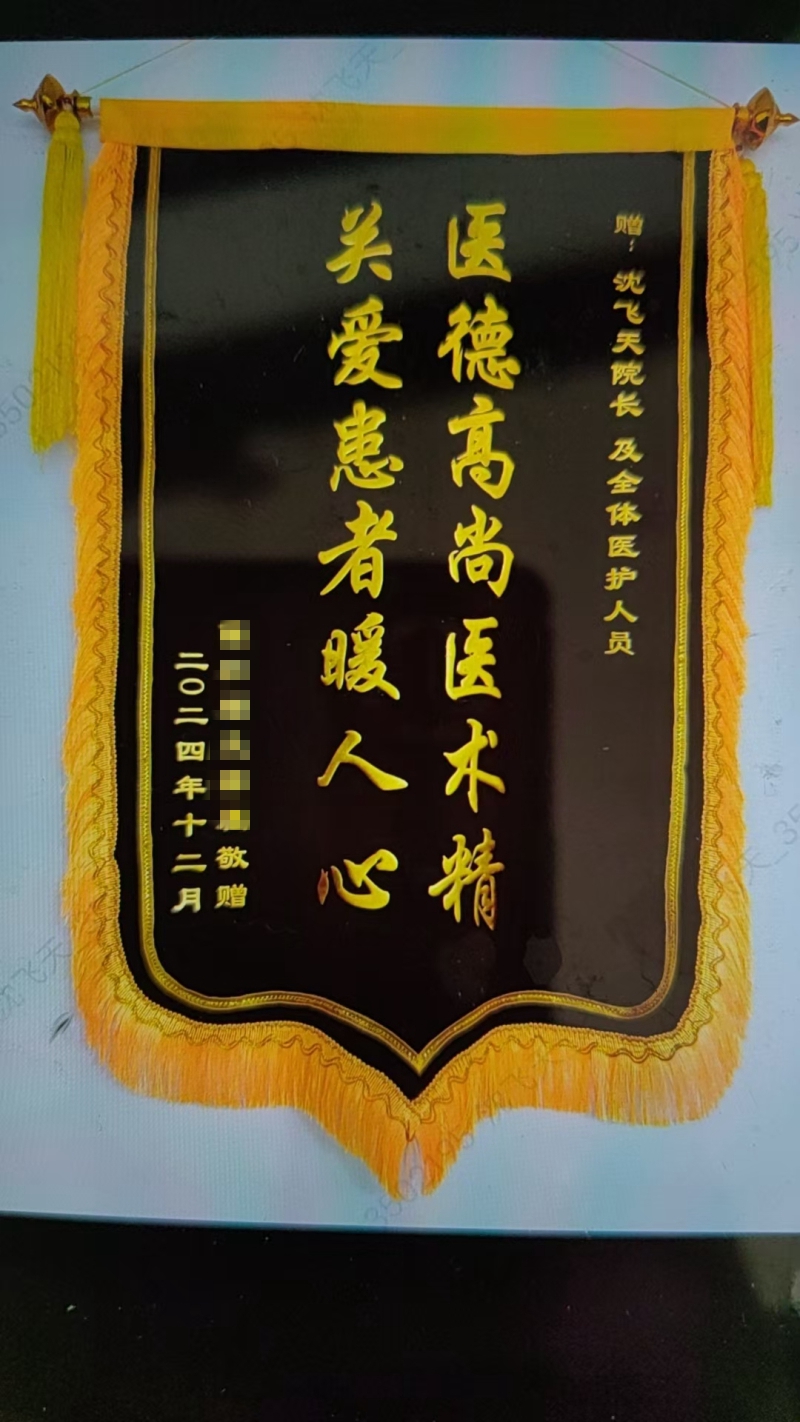 赠：沈飞天院长 及全体医护人员
医德高尚医术精
关爱患者暖人心
敬赠
二〇二四年十二月